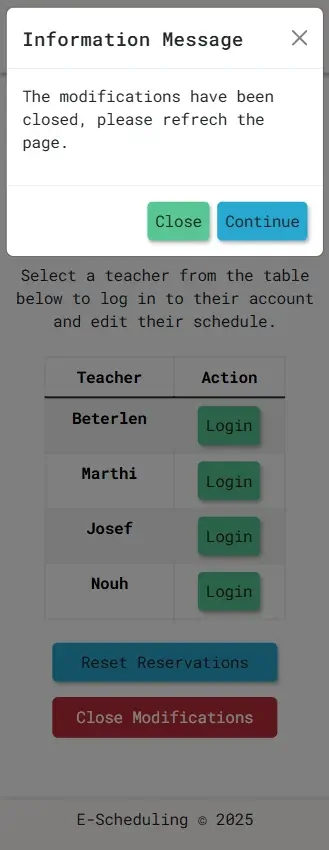 Information Message
The modifications have been
closed, please refrech the
page.
Close Continue
Select a teacher from the table
below to log in to their account
and edit their schedule.
Teacher Action
Beterlen Login
Marthi Login
Josef Login
Nouh Login
Reset Reservations
Close Modifications
E-Scheduling © 2025